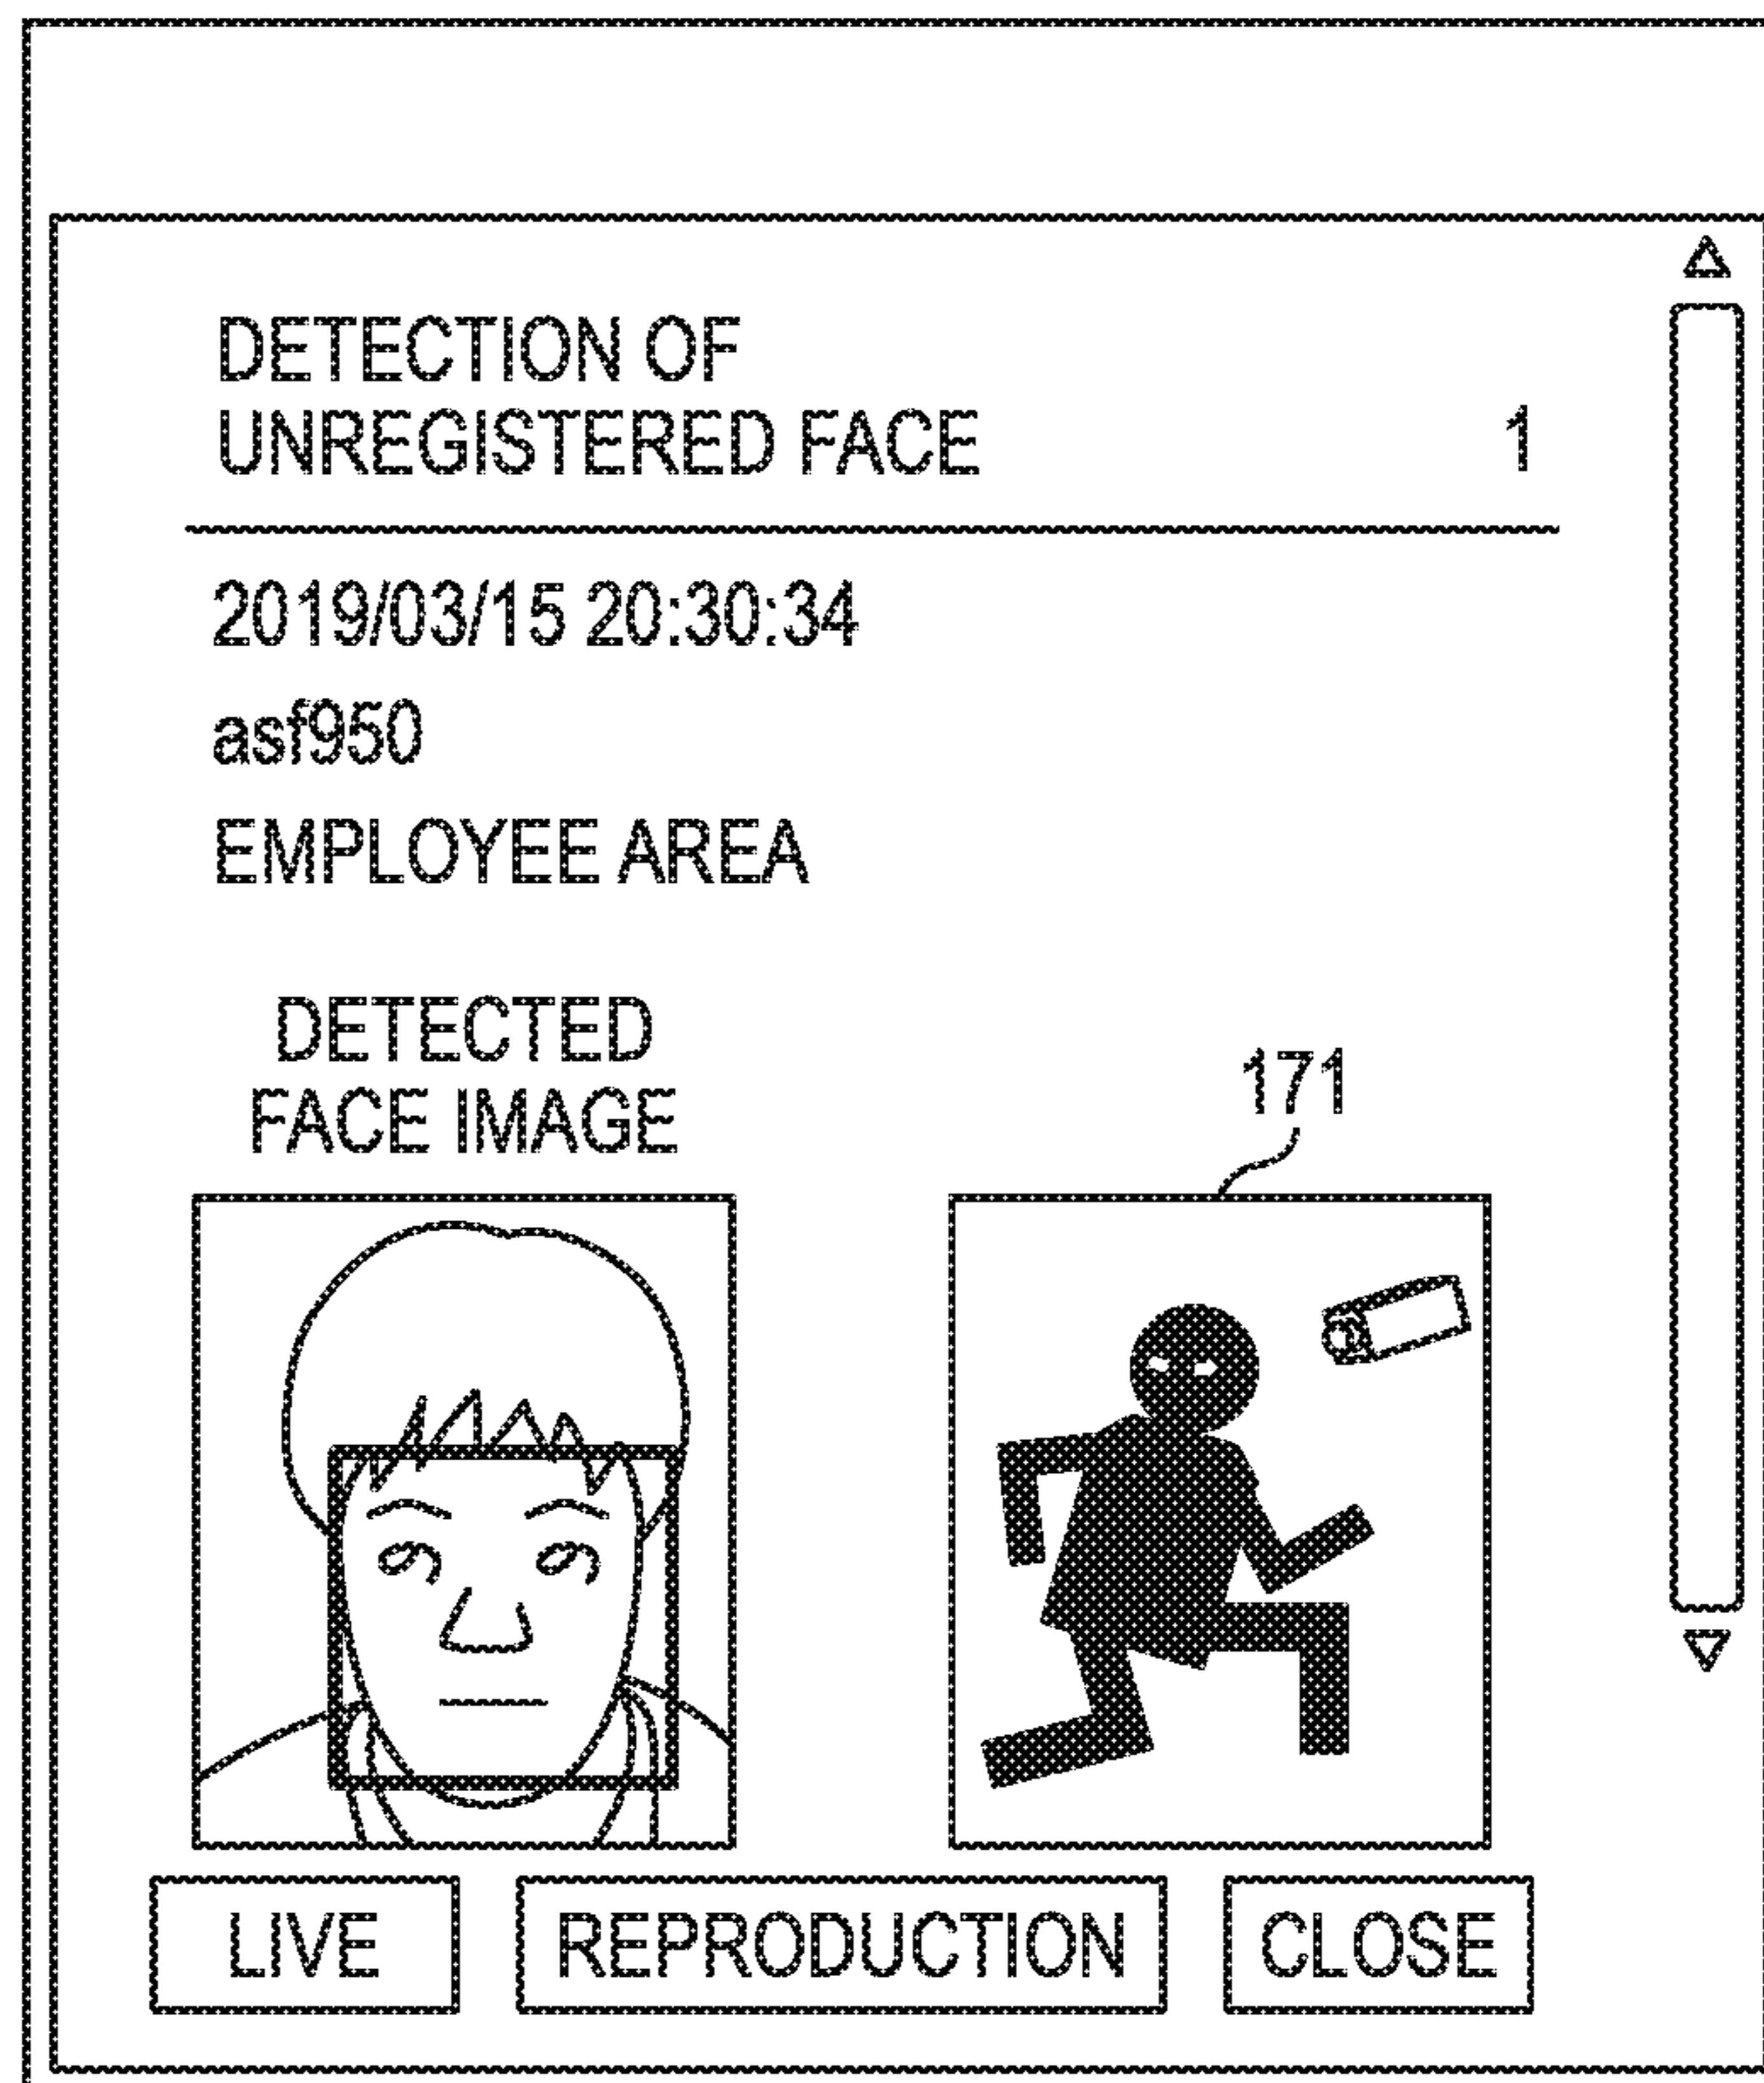 DETECTION OF
UNREGISTERED FACE 1
2019/03/15 20:30:34
asf950
EMPLOYEE AREA
DETECTED
FACE IMAGE
171
LIVE REPRODUCTION CLOSE